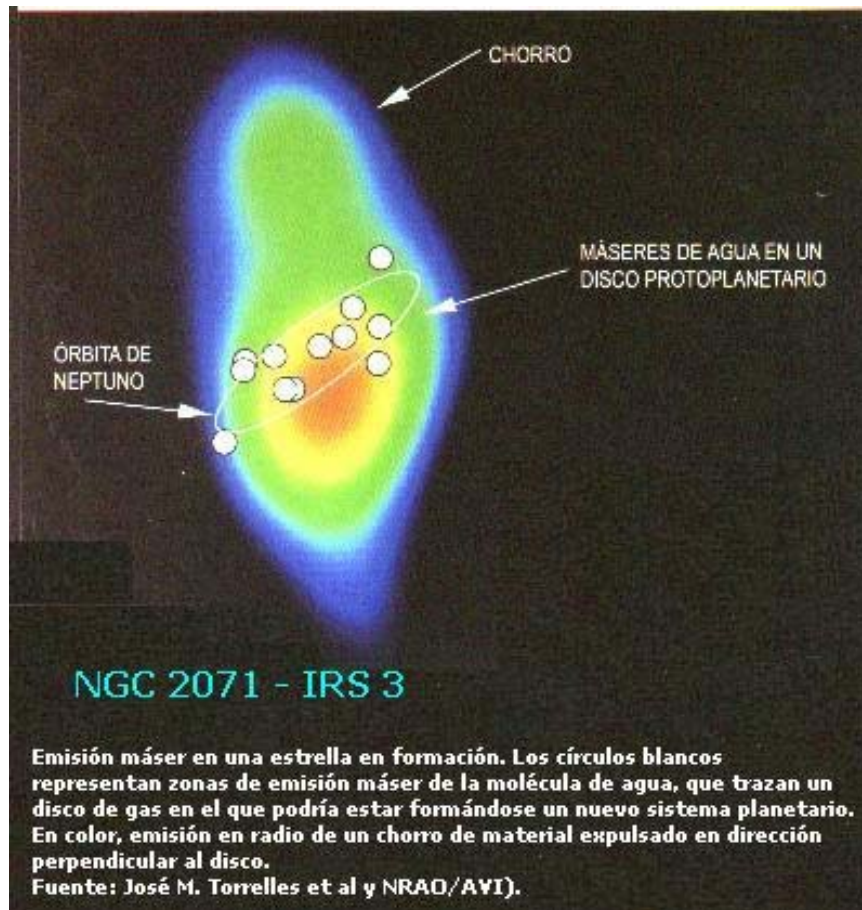 CHORRO
MÁSERES DE AGUA EN UN
DISCO PROTOPLANETARIO
ÓRBITA DE
NEPTUNO
NGC 2071 - IRS 3
Emisión máser en una estrella en formación. Los círculos blancos
representan zonas de emisión máser de la molécula de agua, que trazan un
disco de gas en el que podría estar formándose un nuevo sistema planetario.
En color, emisión en radio de un chorro de material expulsado en dirección
perpendicular al disco.
Fuente: José M. Torrelles et al y NRAO/AVI).